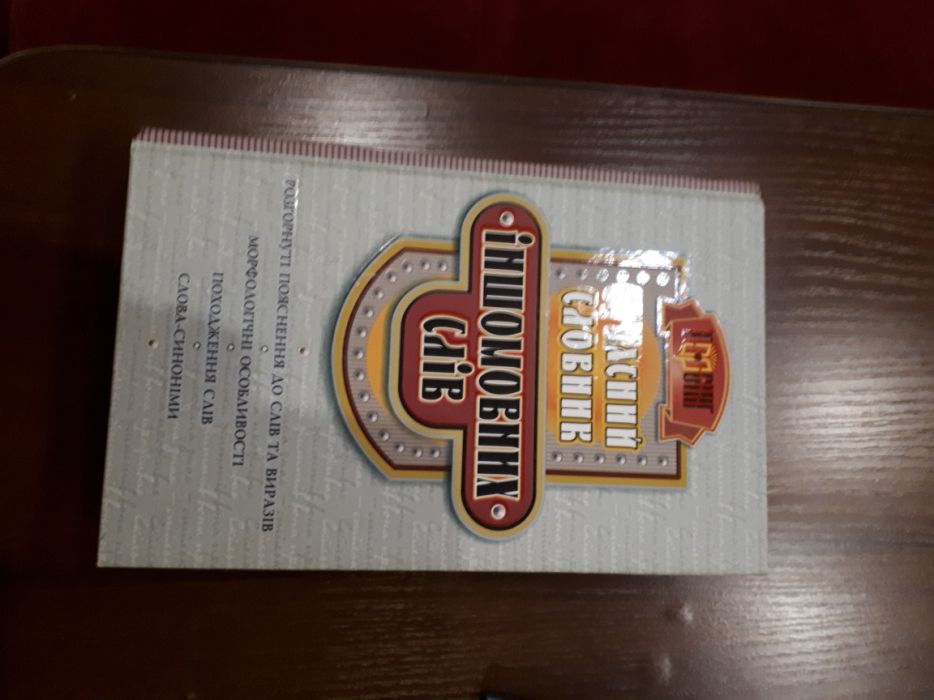 СЛОВНИК
ІНШОМОВНИХ
СЛІВ
РОЗГОРНУТІ ПОЯСНЕННЯ ДО СЛІВ ТА ВИРАЗІВ
МОРФОЛОГІЧНІ ОСОБЛИВОСТІ
ПОХОДЖЕННЯ СЛІВ
СЛОВА-СИНОНІМИ